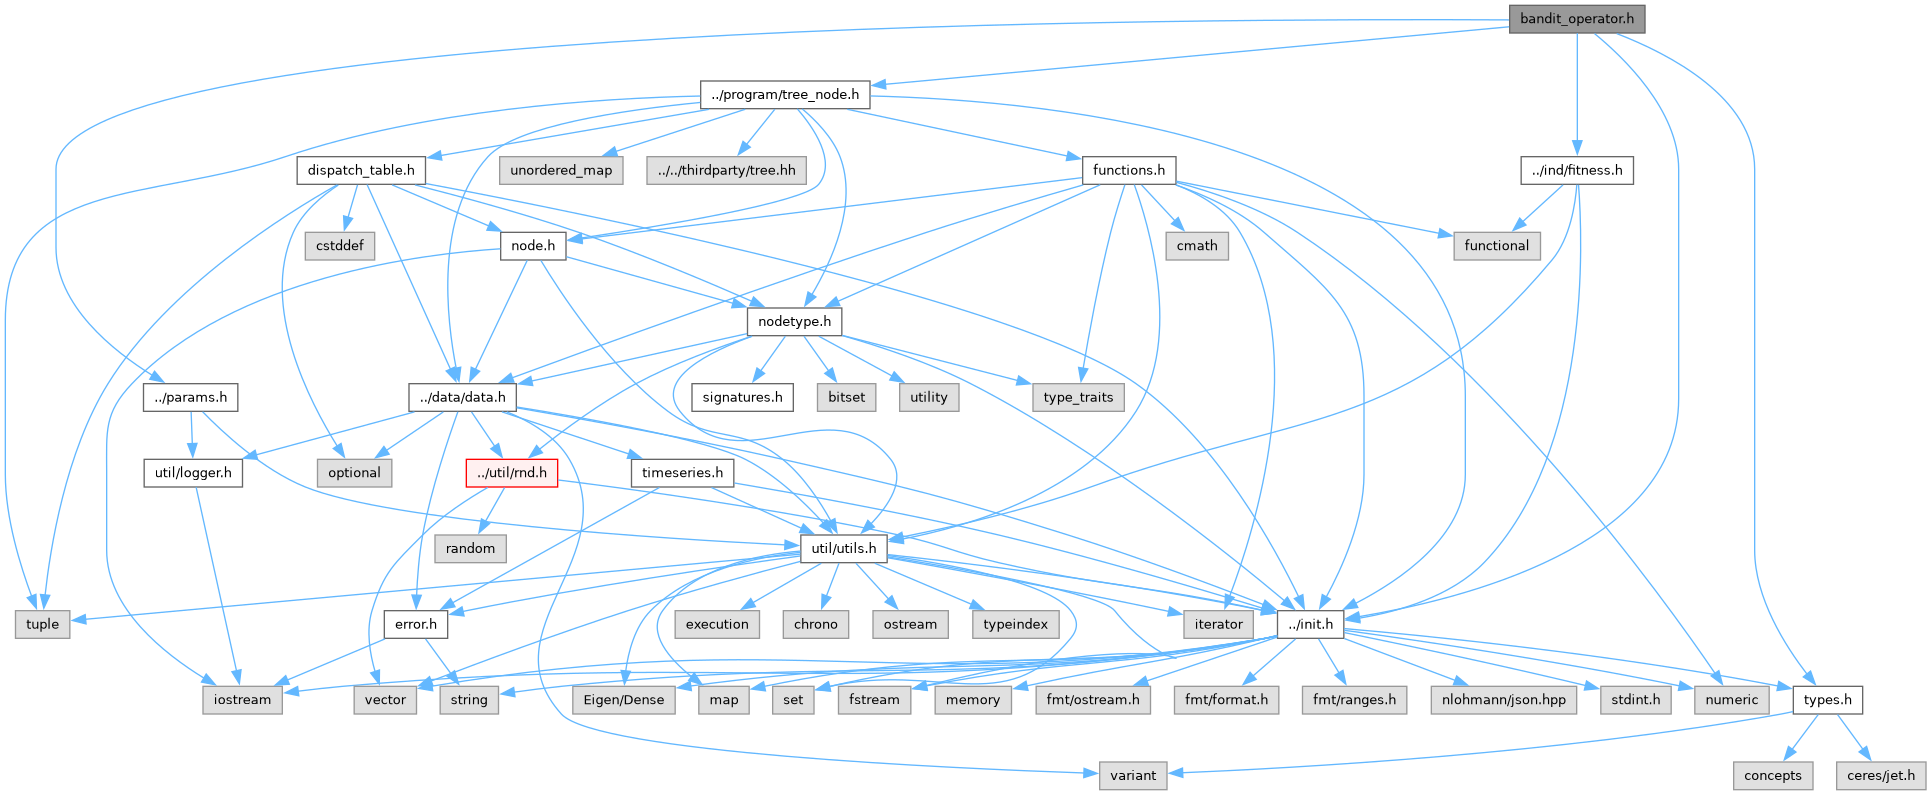 bandit_operator.h
../program/tree_node.h
dispatch_table.h
unordered_map
../../thirdparty/tree.hh
functions.h
../ind/fitness.h
cstddef
node.h
cmath
functional
nodetype.h
../params.h
../data/data.h
signatures.h
bitset
utility
type_traits
util/logger.h
optional
../util/rnd.h
timeseries.h
random
util/utils.h
tuple
error.h
execution
chrono
ostream
typeindex
iterator
../init.h
iostream
vector
string
Eigen/Dense
map
set
fstream
memory
fmt/ostream.h
fmt/format.h
fmt/ranges.h
nlohmann/json.hpp
stdint.h
numeric
types.h
variant
concepts
ceres/jet.h